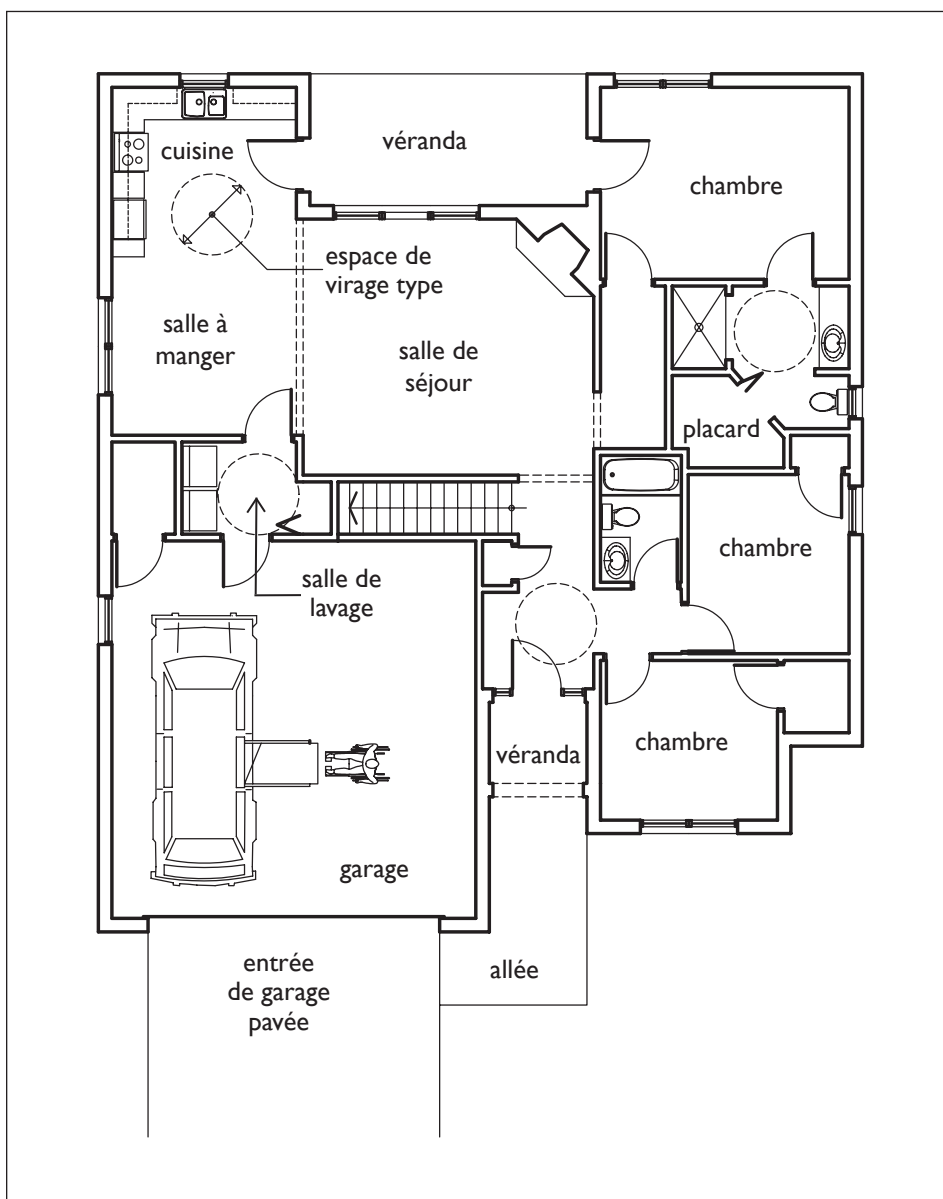 véranda
cuisine
chambre
espace de
virage type
salle à
manger
salle de
séjour
placard
chambre
salle de
lavage
chambre
véranda
garage
entrée
de garage
pavée
allée